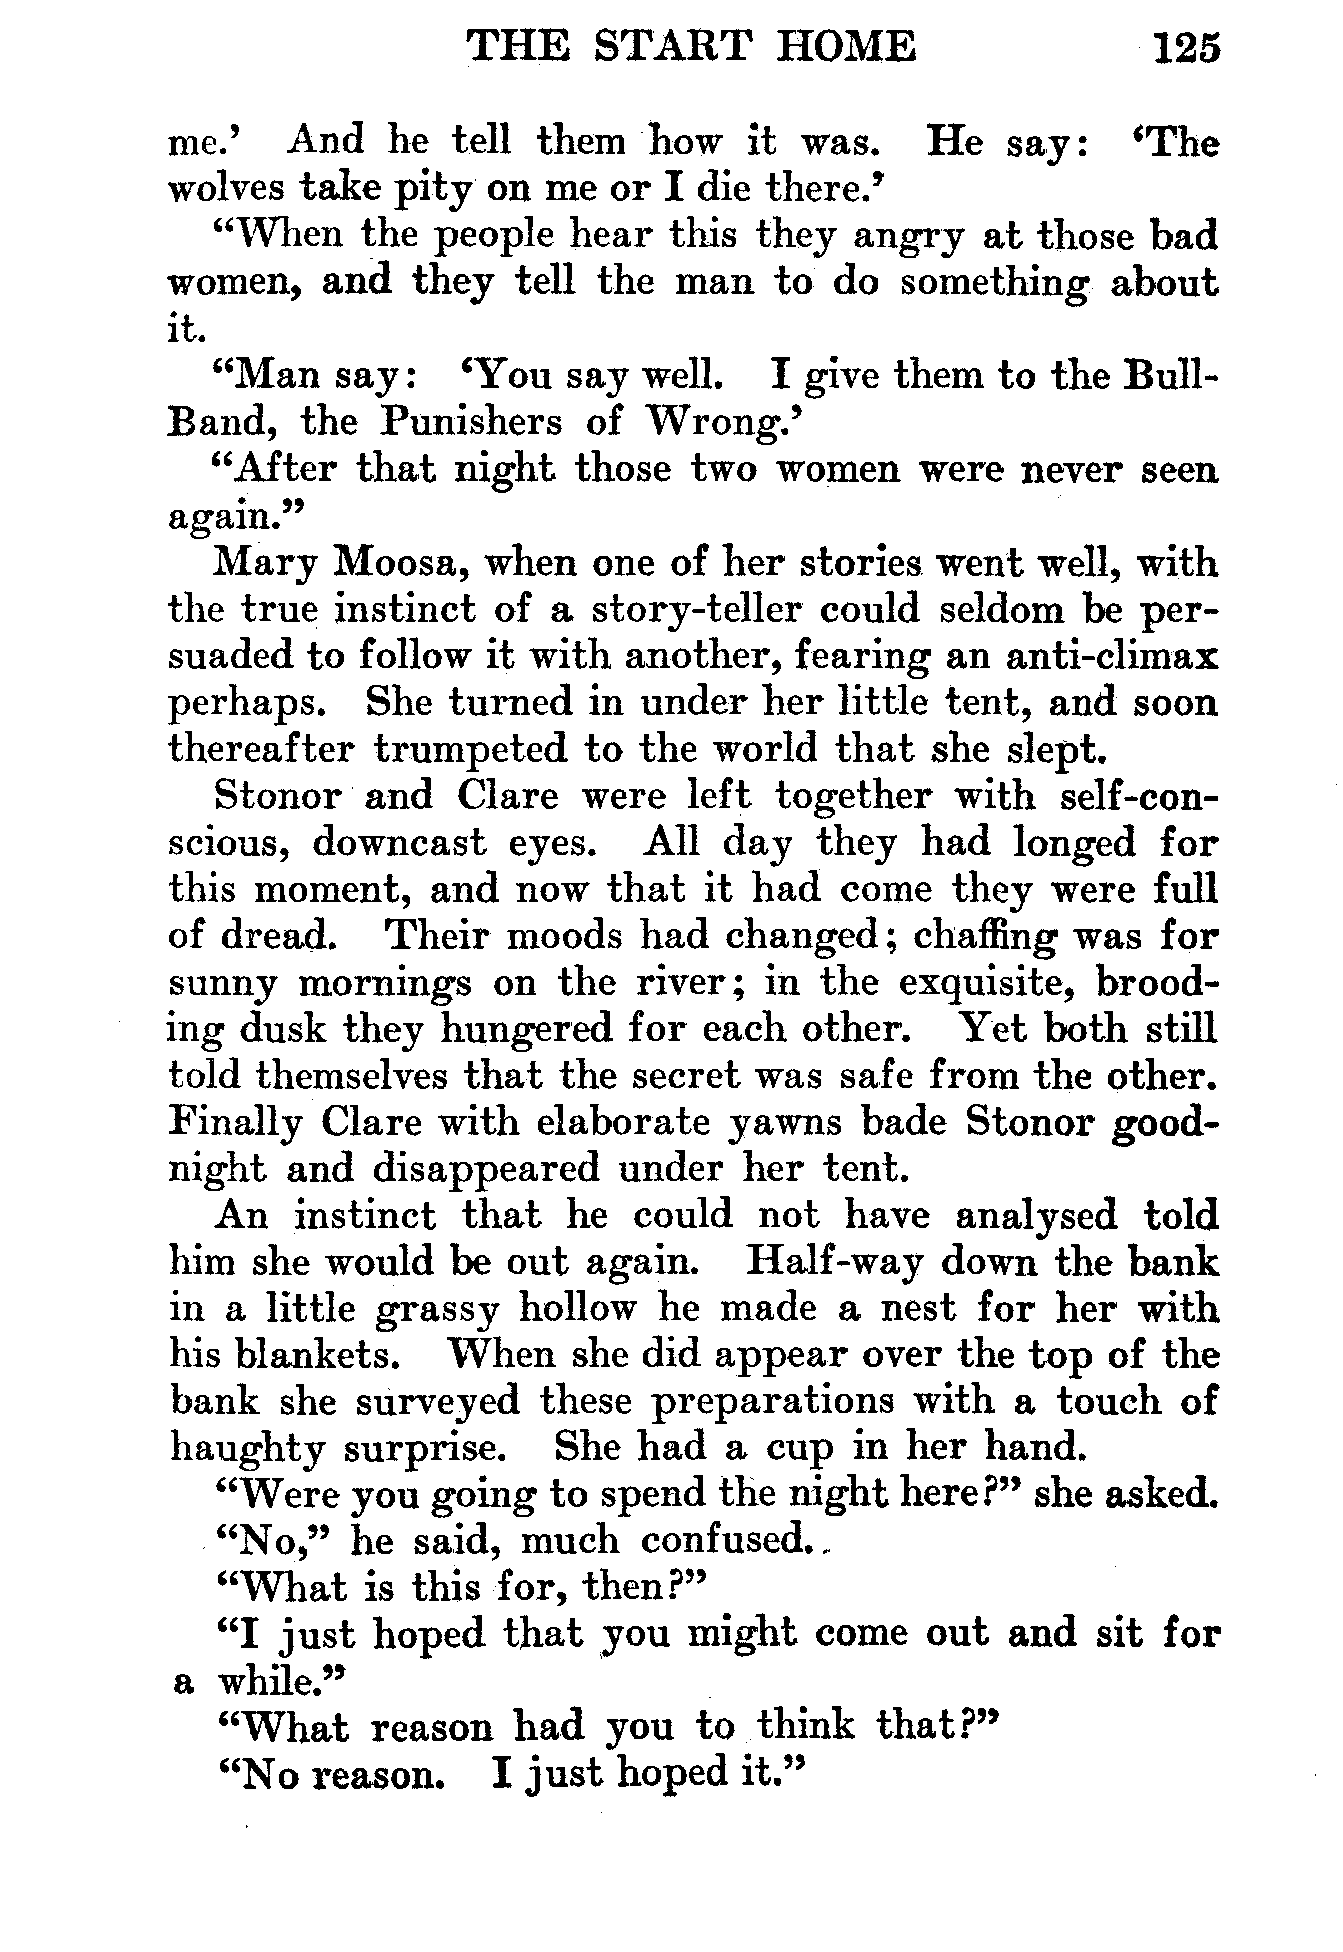 THE START HOME 125
me.' And he tell them how it was. He say: 'The
wolves take pity on me or I die there.'
"When the people hear this they angry at those bad
women, and they tell the man to do something about
it.
"Man say: 'You say well. I give them to the Bull-
Band, the Punishers of Wrong.'
"After that night those two women were never seen
again."
Mary Moosa, when one of her stories went well, with
the true instinct of a story-teller could seldom be per-
suaded to follow it with another, fearing an anti-climax
perhaps. She turned in under her little tent, and soon
thereafter trumpeted to the world that she slept.
Stonor and Clare were left together with self-con-
scious, downcast eyes. All day they had longed for
this moment, and now that it had come they were full
of dread. Their moods had changed; chaffing was for
sunny mornings on the river; in the exquisite, brood-
ing dusk they hungered for each other. Yet both still
told themselves that the secret was safe from the other.
Finally Clare with elaborate yawns bade Stonor good-
night and disappeared under her tent.
An instinct that he could not have analysed told
him she would be out again. Half-way down the bank
in a little grassy hollow he made a nest for her with
his blankets. When she did appear over the top of the
bank she surveyed these preparations with a touch of
haughty surprise. She had a cup in her hand.
"Were you going to spend the night here?" she asked.
"No," he said, much confused.
"What is this for, then?"
"I just hoped that you might come out and sit for
a while."
"What reason had you to think that?"
"No reason. I just hoped it."